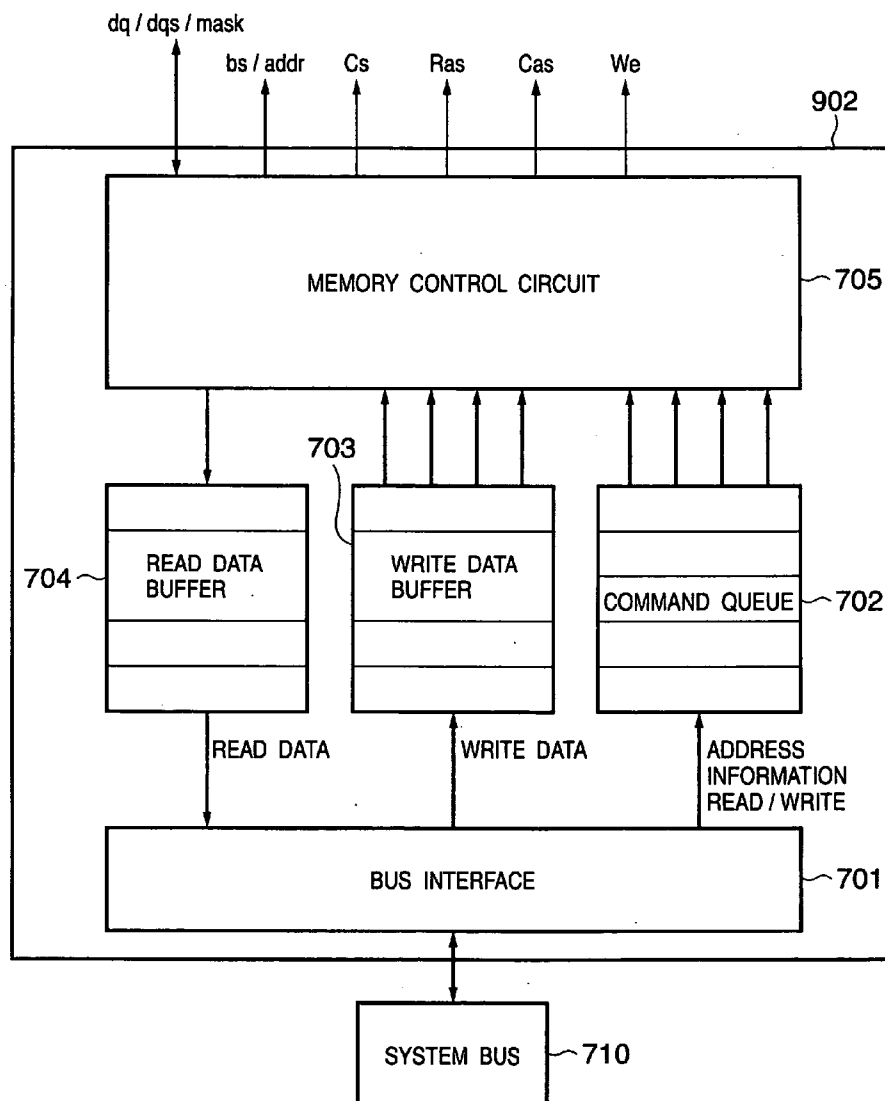 dq / dqs / mask
bs / addr
Cs
Ras
Cas
We
902
MEMORY CONTROL CIRCUIT
705
703
704
READ DATA
BUFFER
WRITE DATA
BUFFER
COMMAND QUEUE
702
READ DATA
WRITE DATA
ADDRESS
INFORMATION
READ / WRITE
BUS INTERFACE
701
SYSTEM BUS
710